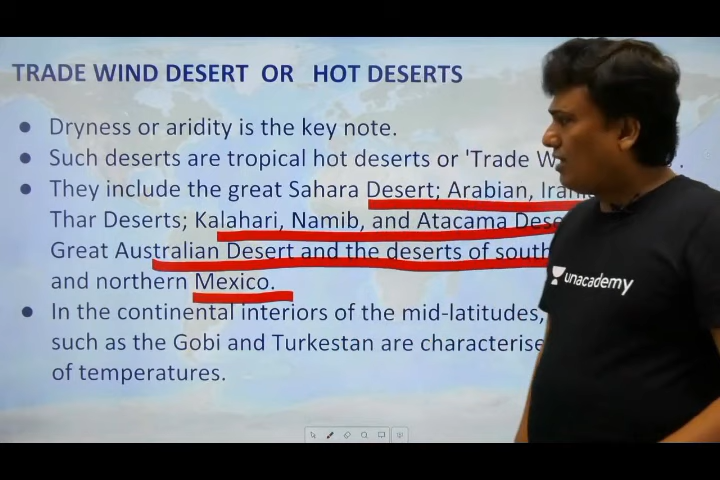 TRADE WIND DESERT OR HOT DESERTS
● Dryness or aridity is the key note.
● Such deserts are tropical hot deserts or 'Trade W
● They include the great Sahara Desert; Arabian,
Thar Deserts; Kalahari, Namib, and Atacama
Great Australian Desert and the deserts of
and northern Mexico.
● In the continental interiors of the mid-latitudes,
such as the Gobi and Turkestan are
of temperatures.
unacademy